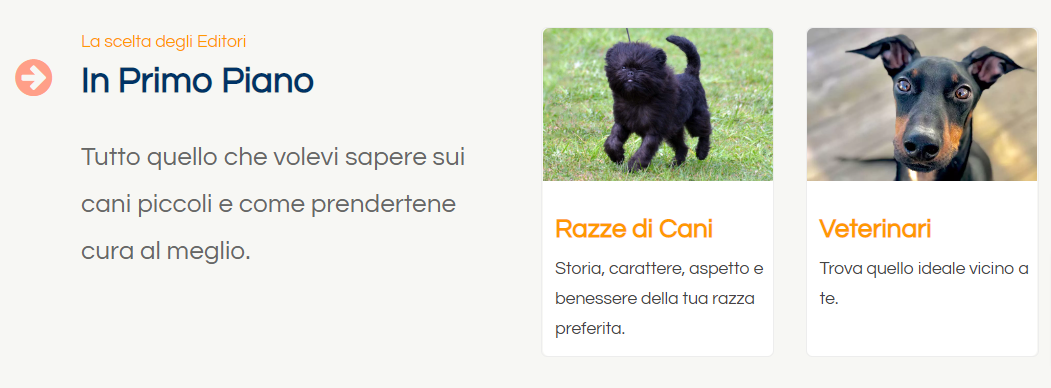 La scelta degli Editori
In Primo Piano
Tutto quello che volevi sapere sui
cani piccoli e come prendertene
cura al meglio.
Razze di Cani
Storia, carattere, aspetto e
benessere della tua razza
preferita.
Veterinari
Trova quello ideale vicino a
te.